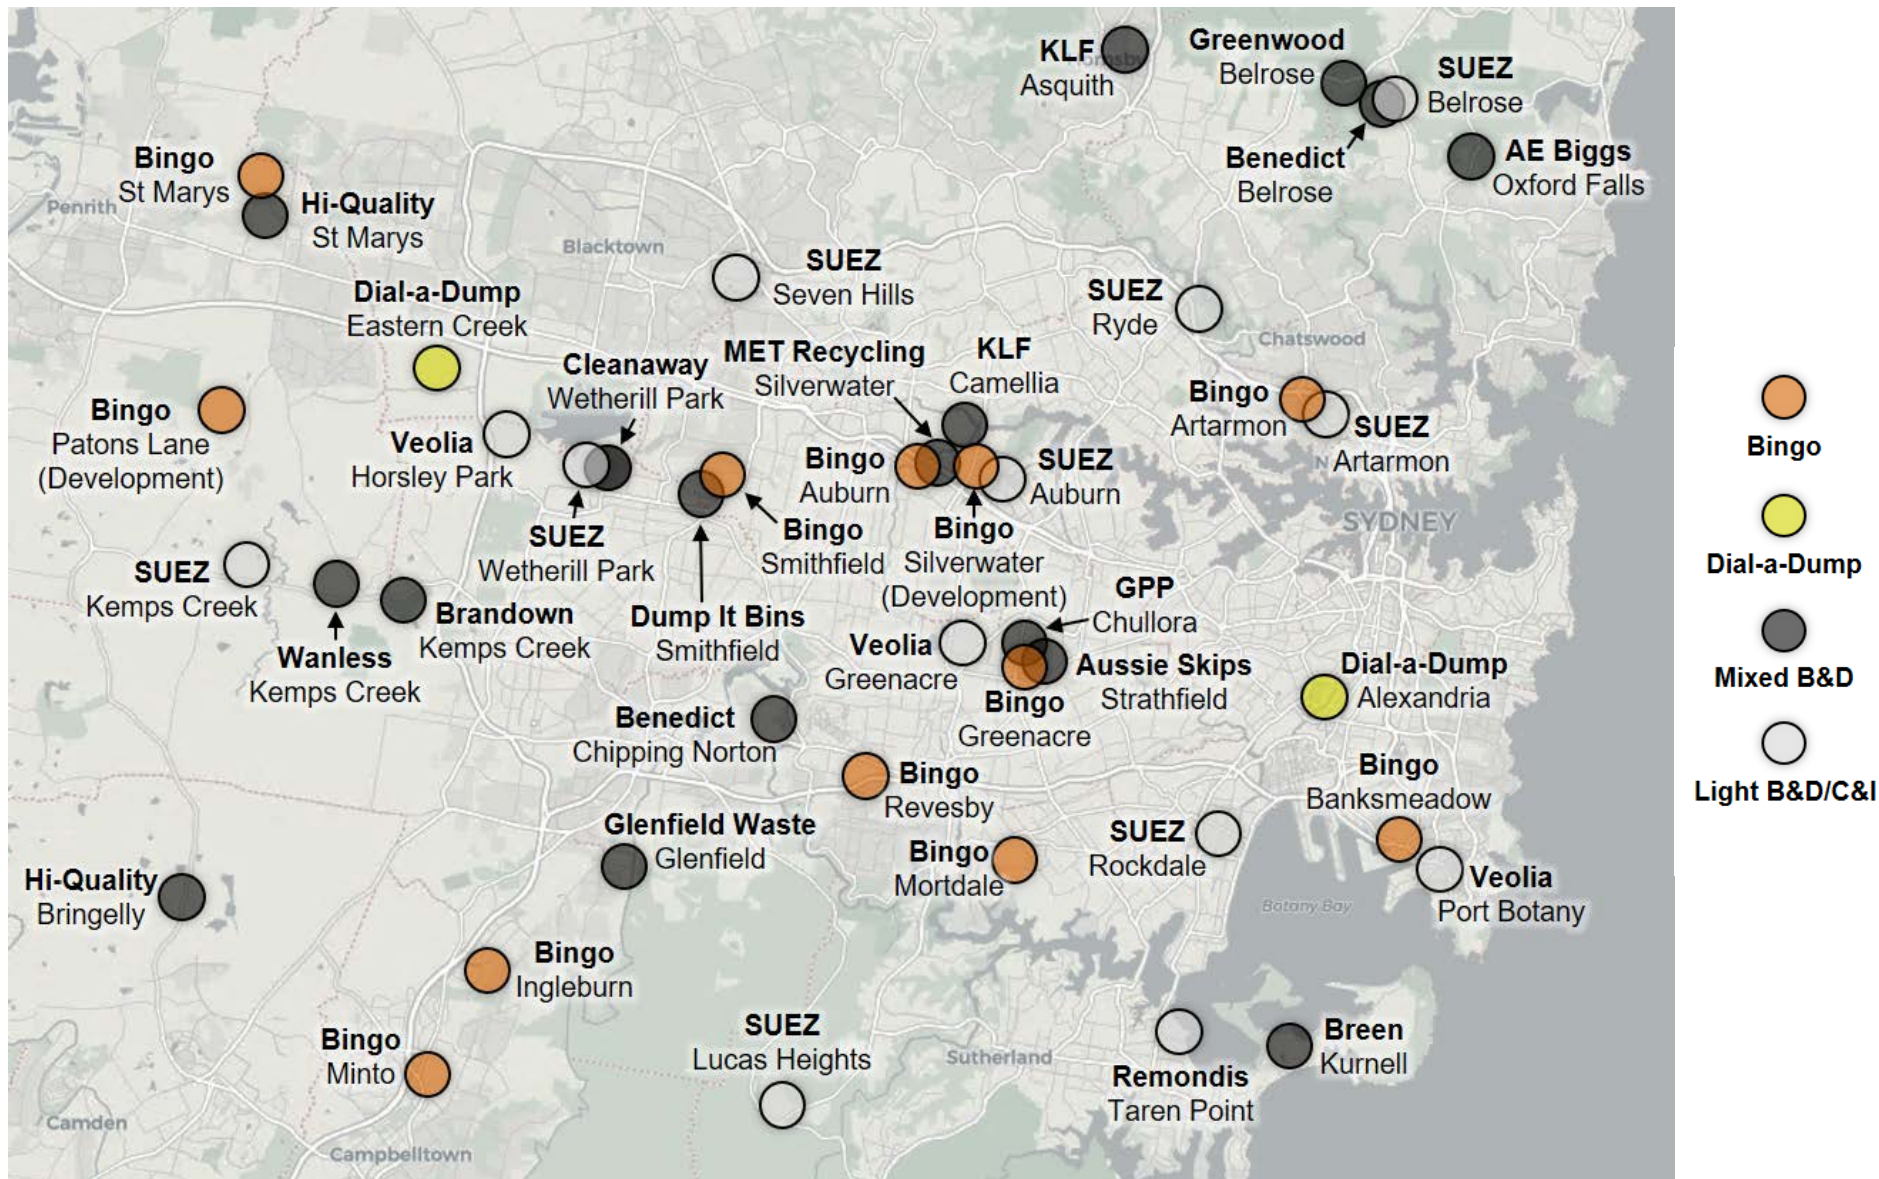 KLF
Asquith
Hornsby
Greenwood
Belrose
SUEZ
Belrose
Benedict
Belrose
AE Biggs
Oxford Falls
Bingo
St Marys
Penrith
Hi-Quality
St Marys
Blacktown
SUEZ
Seven Hills
Dial-a-Dump
Eastern Creek
SUEZ
Ryde
Chatswood
Cleanaway
Wetherill Park
MET Recycling
Silverwater
KLF
Camellia
Bingo
Patons Lane
(Development)
Veolia
Horsley Park
Bingo
Artarmon
SUEZ
Artarmon
Bingo
Auburn
SUEZ
Auburn
SYDNEY
SUEZ
Wetherill Park
Bingo
Smithfield
Bingo
Silverwater
(Development)
SUEZ
Kemps Creek
Wanless
Kemps Creek
Brandown
Kemps Creek
Dump It Bins
Smithfield
GPP
Chullora
Veolia
Greenacre
Aussie Skips
Strathfield
Bingo
Greenacre
Dial-a-Dump
Alexandria
Benedict
Chipping Norton
Bingo
Revesby
Bingo
Banksmeadow
Glenfield Waste
Glenfield
Bingo
Mortdale
SUEZ
Rockdale
Veolia
Port Botany
Botany Bay
Hi-Quality
Bringelly
Bingo
Ingleburn
Bingo
Minto
SUEZ
Lucas Heights
Sutherland
Remondis
Taren Point
Breen
Kurnell
Camden
Campbelltown
Bingo
Dial-a-Dump
Mixed B&D
Light B&D/C&I